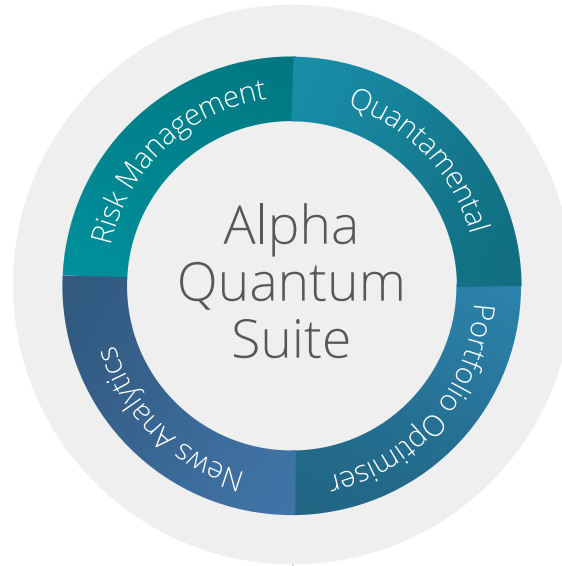 Alpha
Quantum
Suite
Risk Management
Quantamental
Portfolio Optimiser
News Analytics